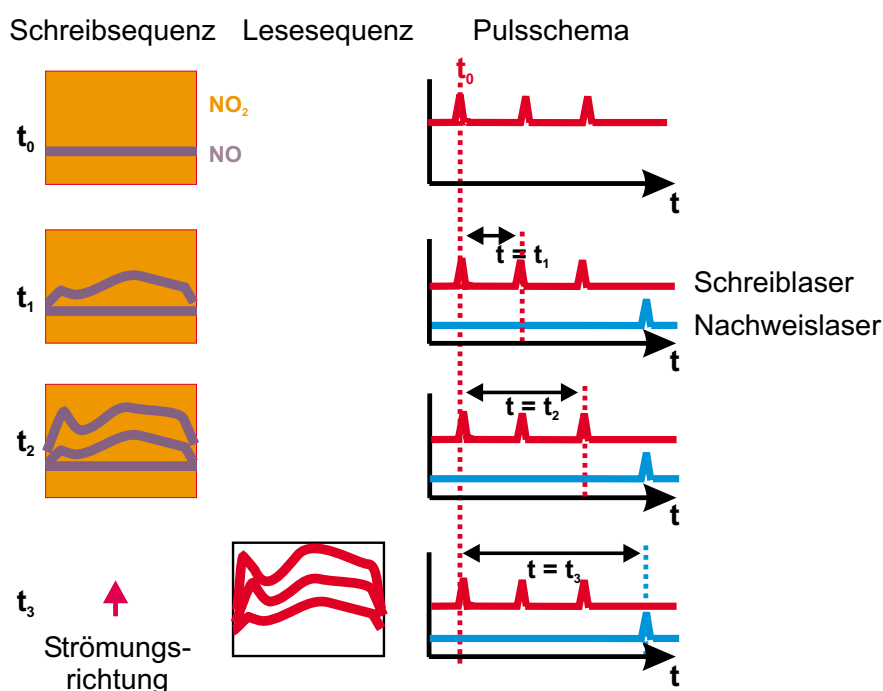 Schreibsequenz Lesesequenz Pulsschema
t₀
NO₂
t₀
NO
t
t = t₁
Schreiblaser
t₁
Nachweislaser
t
t = t₂
t₂
t
t = t₃
t₃
Strömungs-
richtung
t